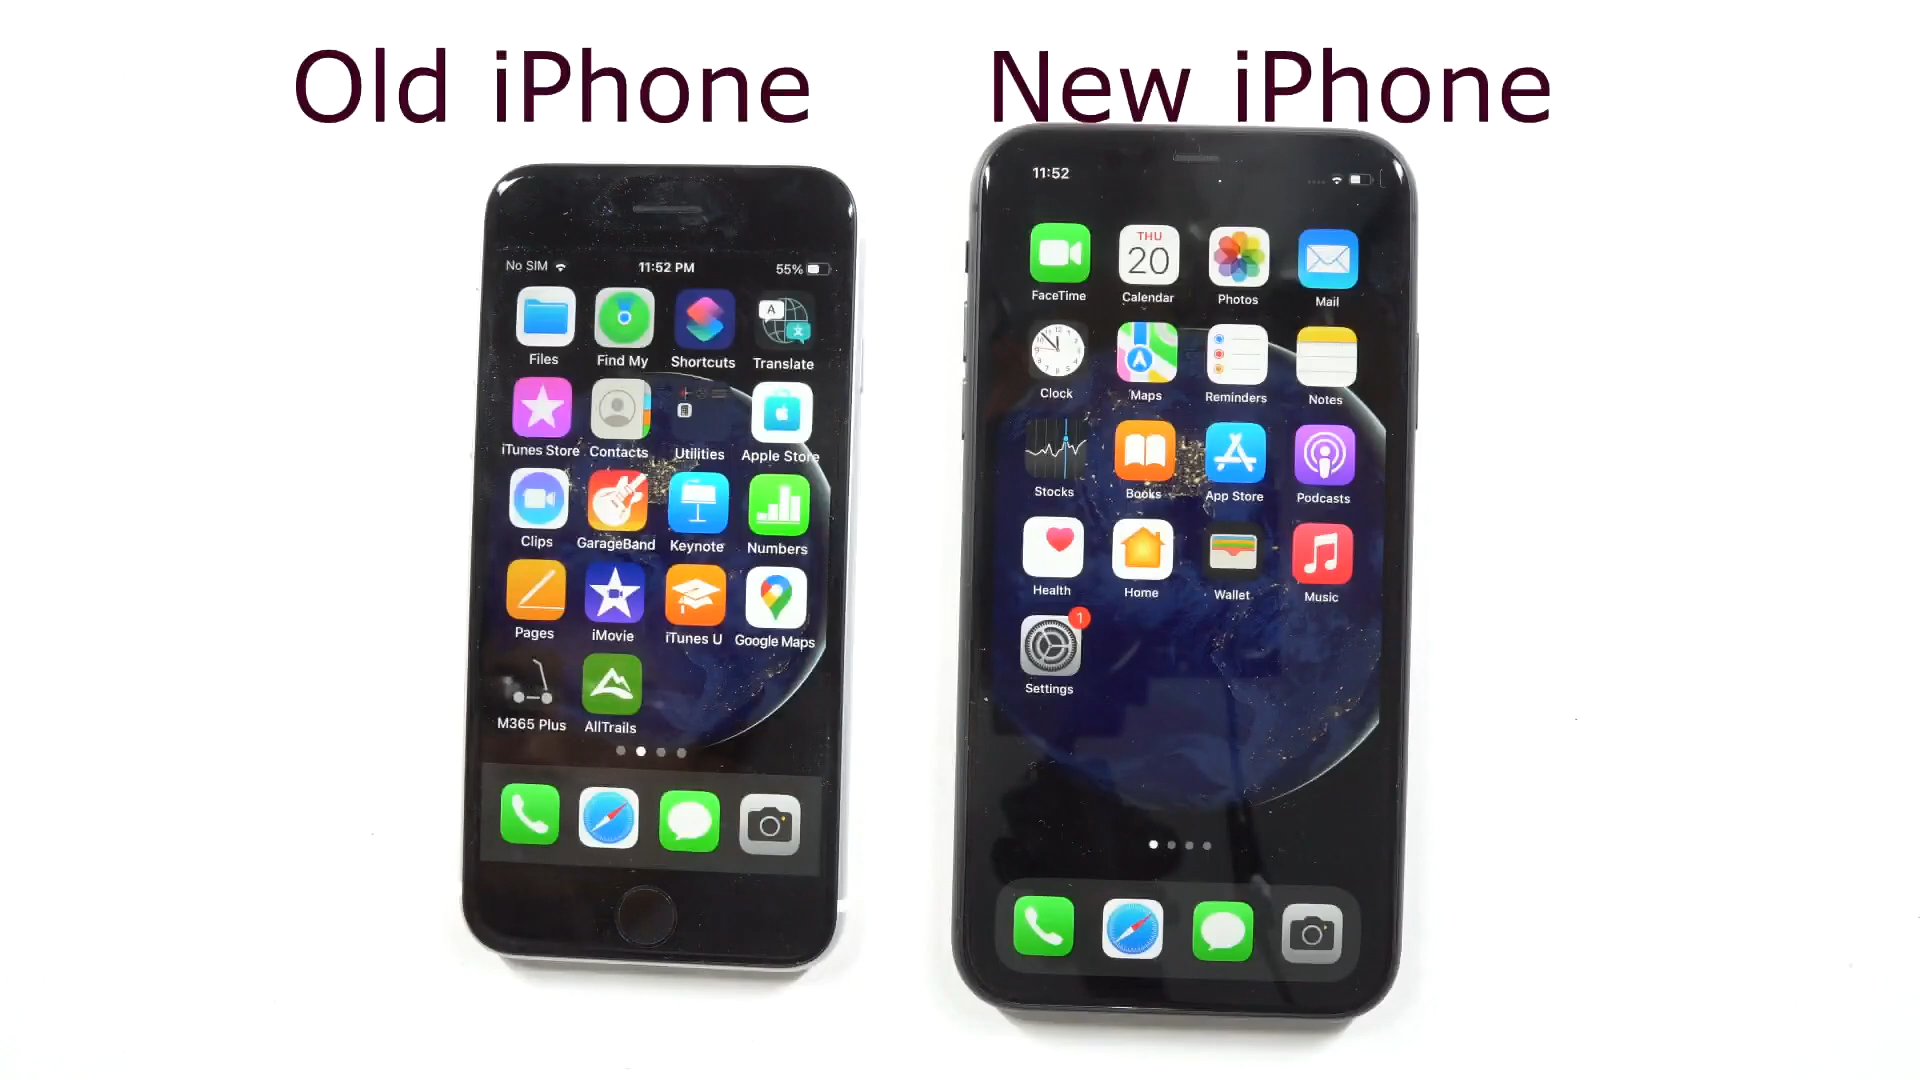 Old iPhone
New iPhone
No SIM
11:52 PM
55%
Files
Find My
Shortcuts
Translate
iTunes Store
Contacts
Utilities
Apple Store
Clips
GarageBand
Keynote
Numbers
Pages
iMovie
iTunes U
Google Maps
M365 Plus
AllTrails
11:52
THU
20
FaceTime
Calendar
Photos
Mail
Clock
Maps
Reminders
Notes
Stocks
Books
App Store
Podcasts
Health
Home
Wallet
Music
1
Settings